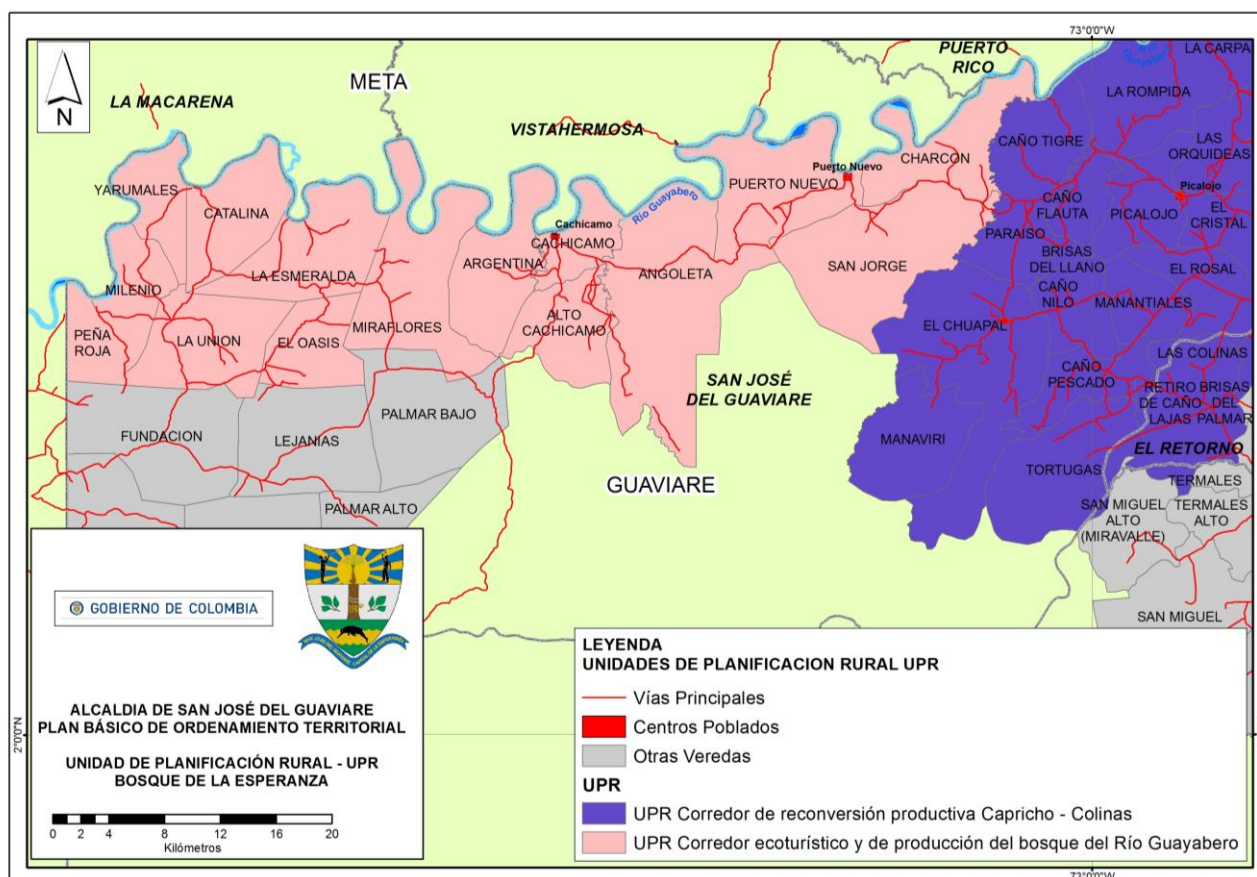 73°0'0"W
N
LA MACARENA
META
PUERTO
RICO
VISTAHERMOSA
Río
Guayabero
LA CARPA
LA ROMPIDA
LAS
ORQUIDEAS
CAÑO TIGRE
CHARCON
Puerto Nuevo
PUERTO NUEVO
YARUMALES
CATALINA
Río Guayabero
Picalojo
PICALOJO
EL
CRISTAL
CAÑO
FLAUTA
PARAISO
Cachicamo
CACHICAMO
ARGENTINA
ANGOLETA
SAN JORGE
BRISAS
DEL LLANO
EL ROSAL
LA ESMERALDA
MILENIO
CAÑO
NILO
MANANTIALES
PEÑA
ROJA
LA UNION
EL OASIS
MIRAFLORES
ALTO
CACHICAMO
EL CHUAPAL
LAS COLINAS
CAÑO
PESCADO
SAN JOSÉ
DEL GUAVIARE
RETIRO
DE CAÑO
LAJAS
BRISAS
DEL
PALMAR
PALMAR BAJO
FUNDACION
LEJANIAS
MANAVIRI
EL RETORNO
TORTUGAS
GUAVIARE
TERMALES
SAN MIGUEL
ALTO
(MIRAVALLE)
TERMALES
ALTO
PALMAR ALTO
SAN MIGUEL
GOBIERNO DE COLOMBIA
ALCALDIA DE SAN JOSÉ DEL GUAVIARE
PLAN BÁSICO DE ORDENAMIENTO TERRITORIAL
UNIDAD DE PLANIFICACIÓN RURAL - UPR
BOSQUE DE LA ESPERANZA
0 2 4 8 12 16 20
Kilómetros
LEYENDA
UNIDADES DE PLANIFICACION RURAL UPR
Vías Principales
Centros Poblados
Otras Veredas
UPR
UPR Corredor de reconversión productiva Capricho - Colinas
UPR Corredor ecoturístico y de producción del bosque del Río Guayabero
2°0'0"N
73°0'0"W